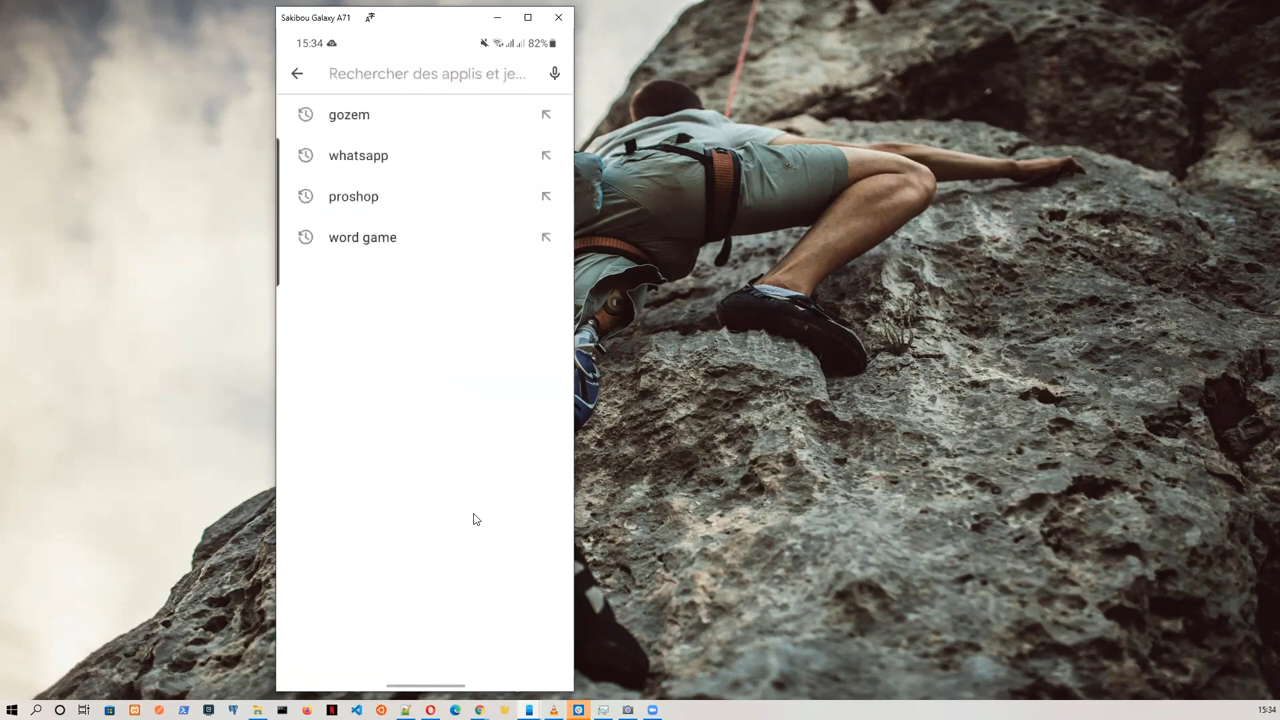 Sakibou Galaxy A71
15:34
82%
Rechercher des applis et je...
gozem
whatsapp
proshop
word game
15:34